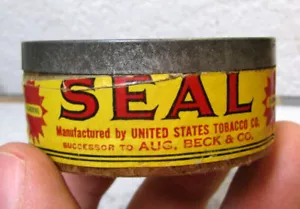 SEAL
Manufactured by UNITED STATES TOBACCO CO.
SUCCESSOR TO AUG. BECK & CO.